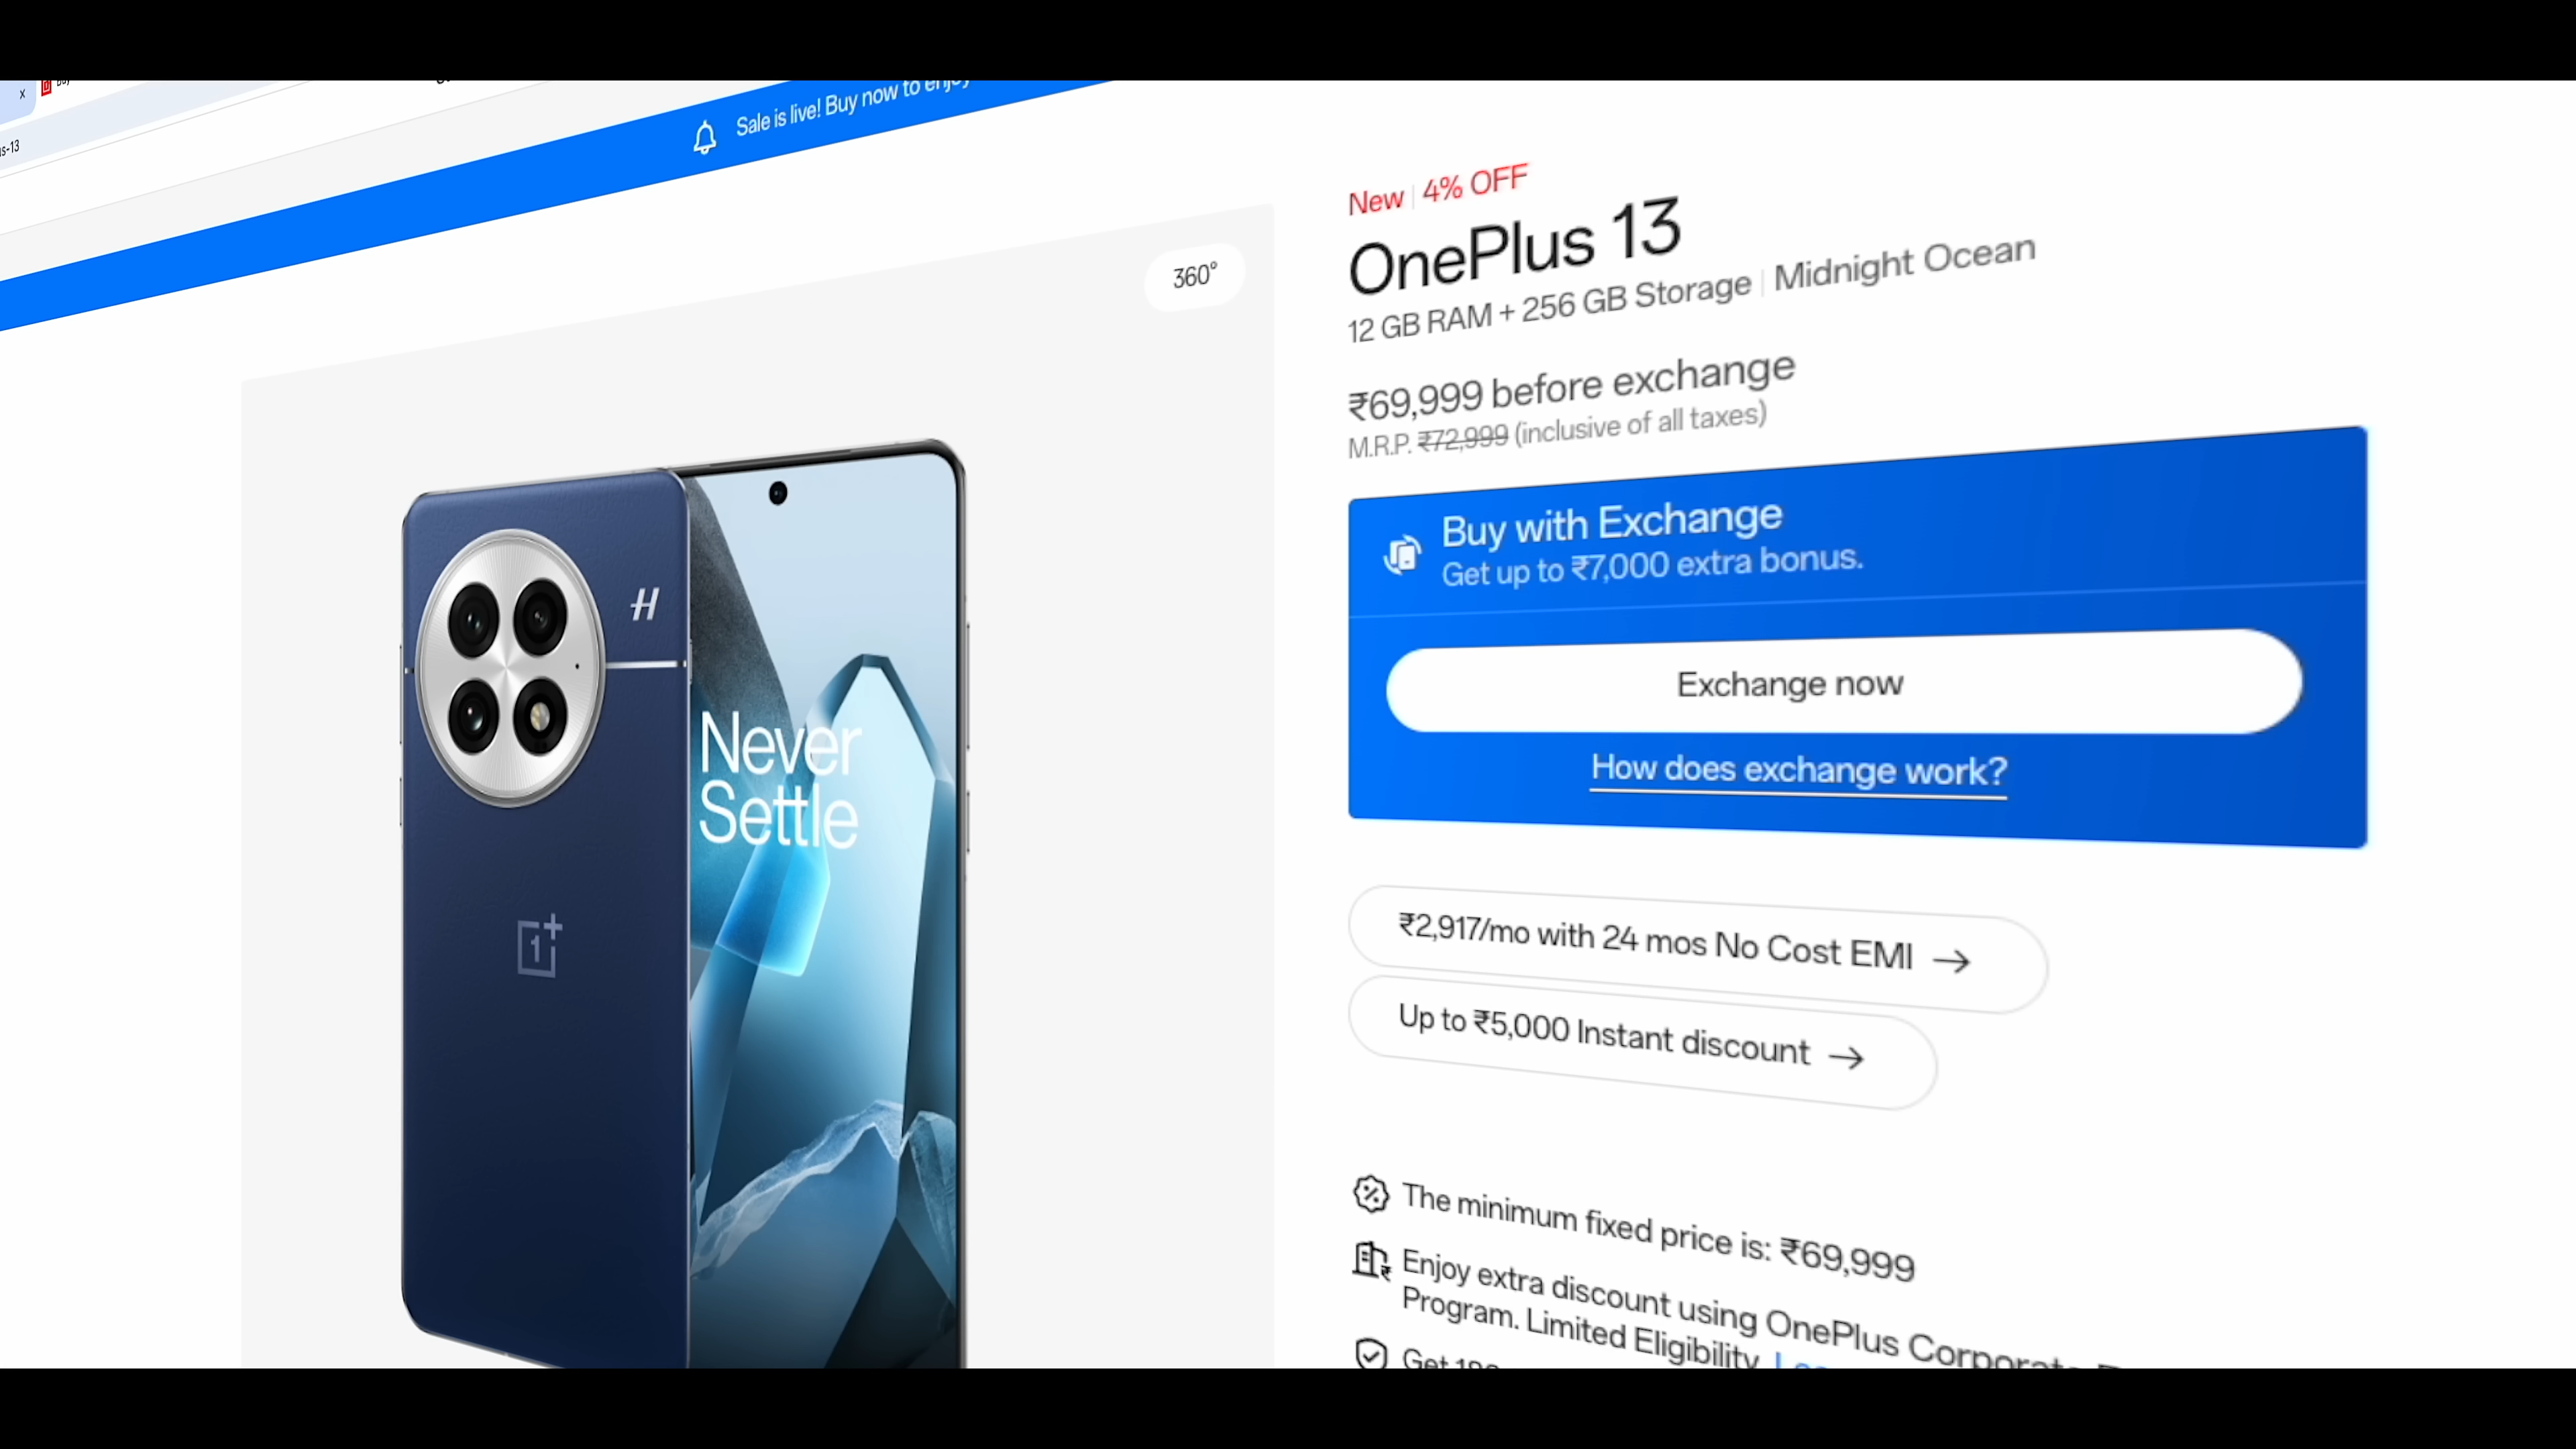 x
s-13
Sale is live! Buy now to enjoy
360°
New | 4% OFF
OnePlus 13
12 GB RAM + 256 GB Storage | Midnight Ocean
₹69,999 before exchange
M.R.P. ₹72,999 (inclusive of all taxes)
Buy with Exchange
Get up to ₹7,000 extra bonus.
Exchange now
How does exchange work?
₹2,917/mo with 24 mos No Cost EMI →
Up to ₹5,000 Instant discount →
Never
Settle
The minimum fixed price is: ₹69,999
Enjoy extra discount using OnePlus Corporate
Program. Limited Eligibility.
Get